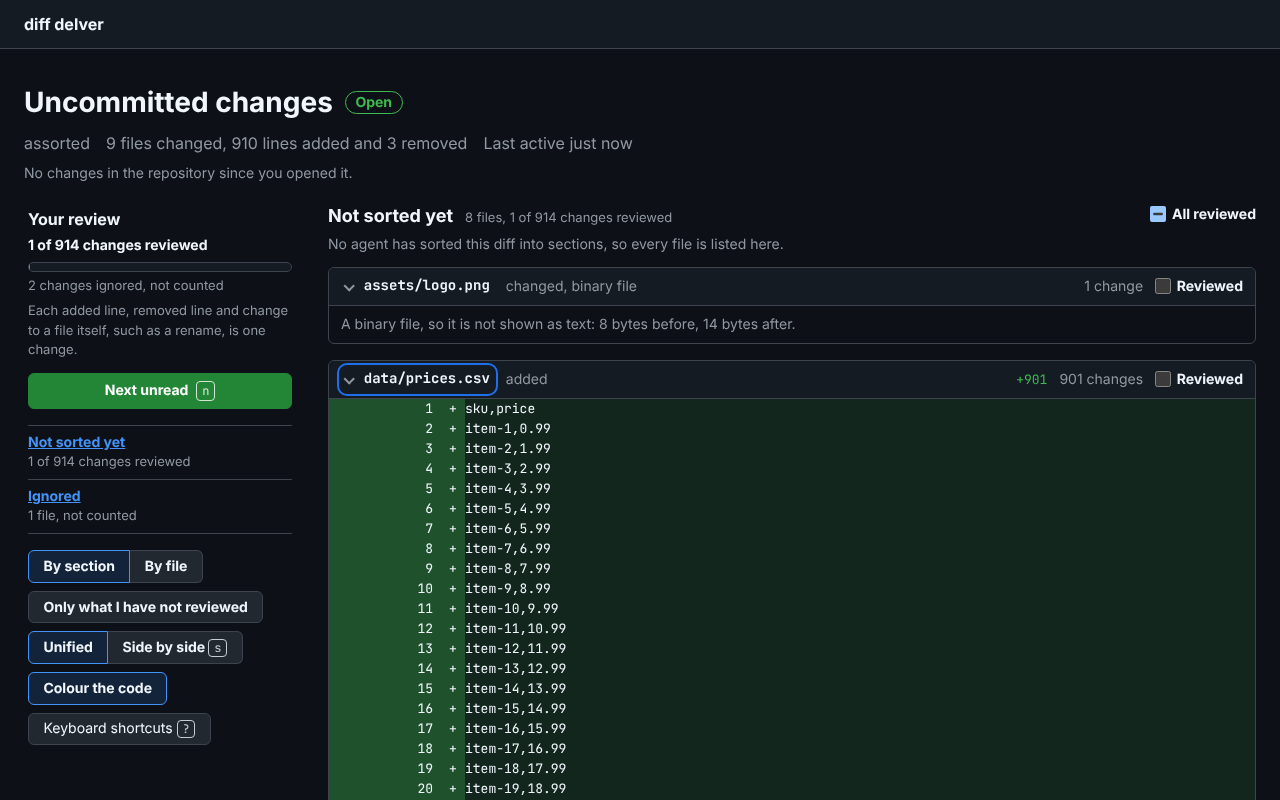 diff delver
Uncommitted changes Open
assorted 9 files changed, 910 lines added and 3 removed Last active just now
No changes in the repository since you opened it.
Your review
1 of 914 changes reviewed
2 changes ignored, not counted
Each added line, removed line and change
to a file itself, such as a rename, is one
change.
Next unread n
Not sorted yet
1 of 914 changes reviewed
Ignored
1 file, not counted
By section By file
Only what I have not reviewed
Unified Side by side s
Colour the code
Keyboard shortcuts ?
Not sorted yet 8 files, 1 of 914 changes reviewed All reviewed
No agent has sorted this diff into sections, so every file is listed here.
assets/logo.png changed, binary file 1 change Reviewed
A binary file, so it is not shown as text: 8 bytes before, 14 bytes after.
data/prices.csv added +901 901 changes Reviewed
1 + sku,price
2 + item-1,0.99
3 + item-2,1.99
4 + item-3,2.99
5 + item-4,3.99
6 + item-5,4.99
7 + item-6,5.99
8 + item-7,6.99
9 + item-8,7.99
10 + item-9,8.99
11 + item-10,9.99
12 + item-11,10.99
13 + item-12,11.99
14 + item-13,12.99
15 + item-14,13.99
16 + item-15,14.99
17 + item-16,15.99
18 + item-17,16.99
19 + item-18,17.99
20 + item-19,18.99